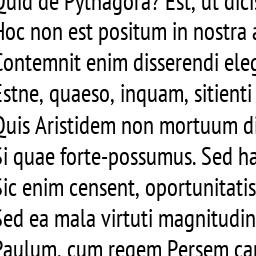 Quid de Pythagora? Est, ut dicis
Hoc non est positum in nostra a
Contemnit enim disserendi eleg
Estne, quaeso, inquam, sitienti
Quis Aristidem non mortuum di
Si quae forte-possumus. Sed ha
Sic enim censent, oportunitatis
Sed ea mala virtuti magnitudin
Paulum, cum regem Persem cap